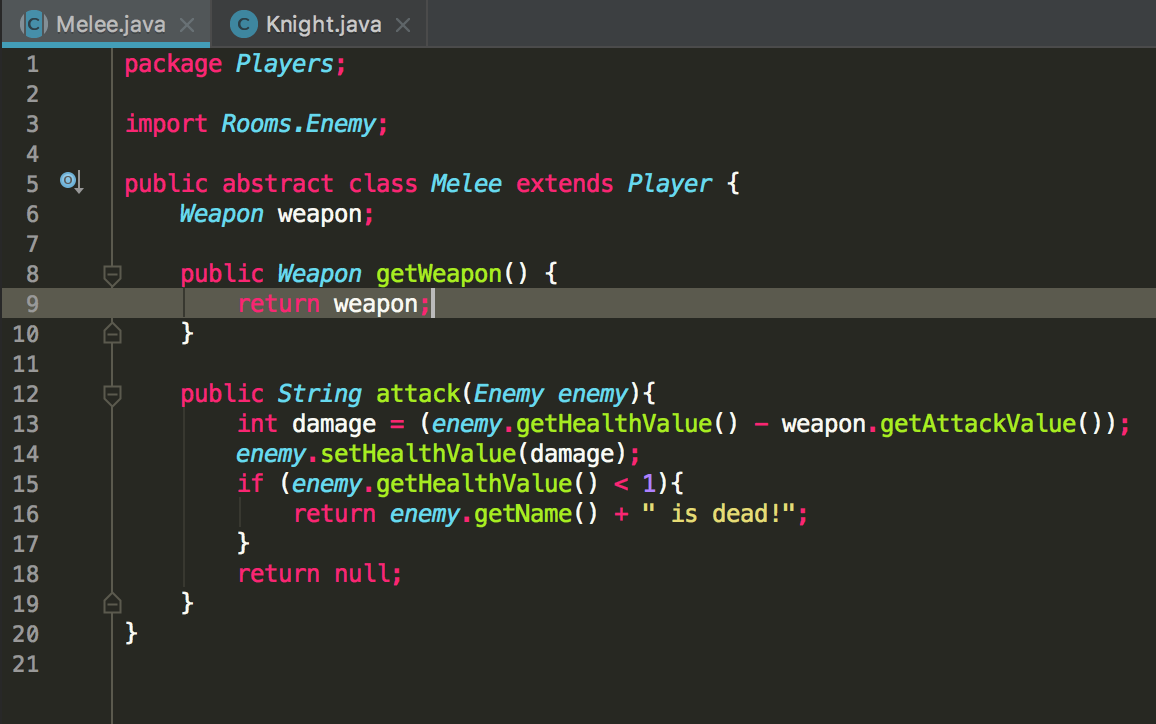 Melee.java Knight.java
1 package Players;
2
3 import Rooms.Enemy;
4
5 public abstract class Melee extends Player {
6     Weapon weapon;
7
8     public Weapon getWeapon() {
9         return weapon;
10     }
11
12     public String attack(Enemy enemy){
13         int damage = (enemy.getHealthValue() - weapon.getAttackValue());
14         enemy.setHealthValue(damage);
15         if (enemy.getHealthValue() < 1){
16             return enemy.getName() + " is dead!";
17         }
18         return null;
19     }
20 }
21